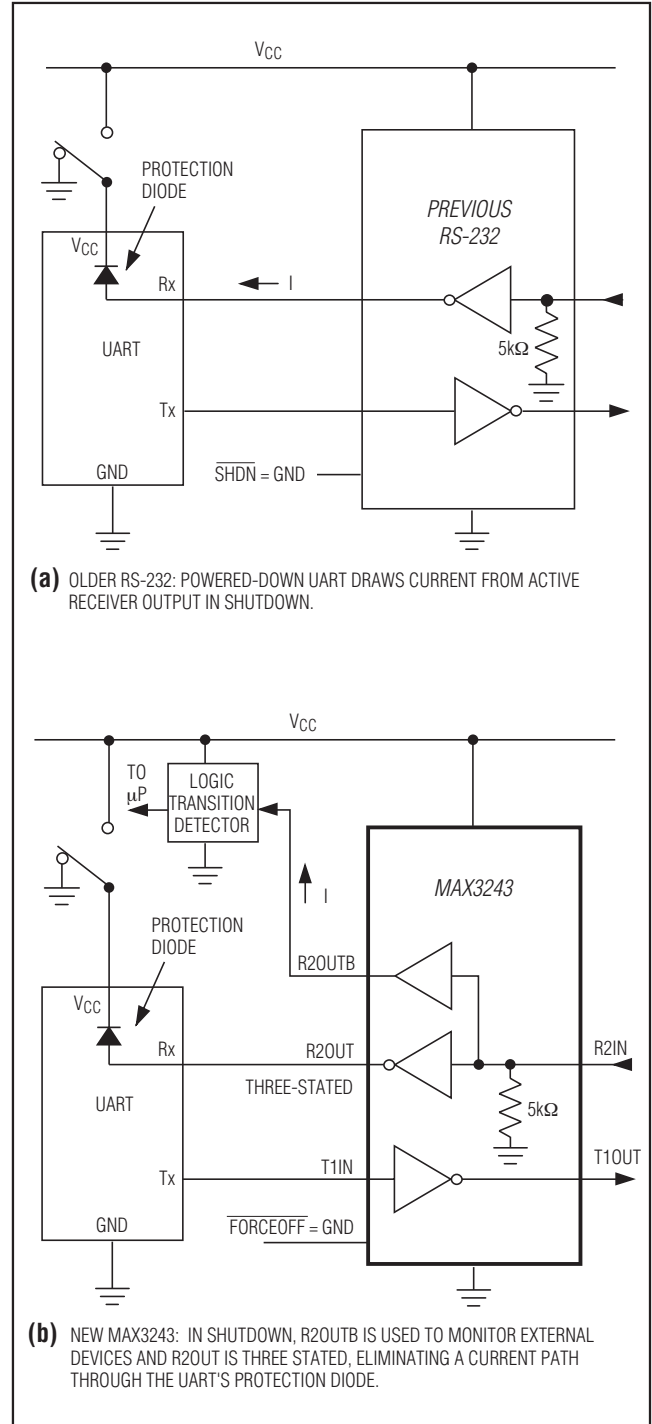 VCC
PROTECTION
DIODE
PREVIOUS
RS-232
VCC
Rx
I
UART
5kΩ
Tx
GND
SHDN = GND
(a) OLDER RS-232: POWERED-DOWN UART DRAWS CURRENT FROM ACTIVE
RECEIVER OUTPUT IN SHUTDOWN.
VCC
TO
µP
LOGIC
TRANSITION
DETECTOR
MAX3243
I
PROTECTION
DIODE
R2OUTB
VCC
Rx
R2OUT
R2IN
THREE-STATED
UART
5kΩ
Tx
T1IN
T1OUT
GND
FORCEOFF = GND
(b) NEW MAX3243: IN SHUTDOWN, R2OUTB IS USED TO MONITOR EXTERNAL
DEVICES AND R2OUT IS THREE STATED, ELIMINATING A CURRENT PATH
THROUGH THE UART'S PROTECTION DIODE.